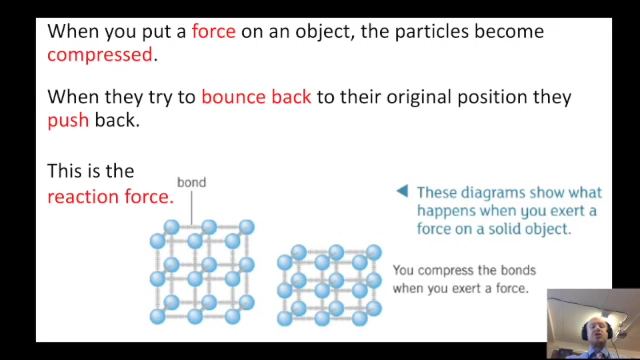 When you put a force on an object, the particles become
compressed.
When they try to bounce back to their original position they
push back.
This is the
reaction force.
bond
These diagrams show what
happens when you exert a
force on a solid object.
You compress the bonds
when you exert a force.